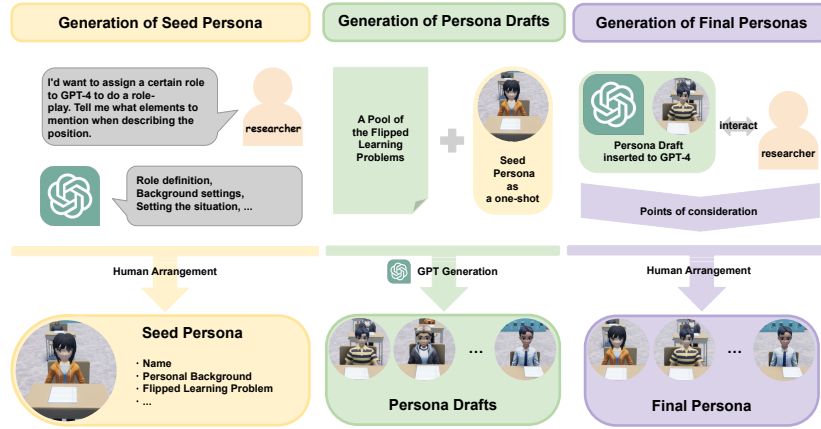 Generation of Seed Persona
I'd want to assign a certain role
to GPT-4 to do a role-
play. Tell me what elements to
mention when describing the
position.
researcher
Role definition,
Background settings,
Setting the situation, ...
Human Arrangement
Seed Persona
· Name
· Personal Background
· Flipped Learning Problem
· ...
Generation of Persona Drafts
A Pool of
the Flipped
Learning
Problems
Seed
Persona
as
a one-shot
GPT Generation
...
Persona Drafts
Generation of Final Personas
Persona Draft
inserted to GPT-4
interact
researcher
Points of consideration
Human Arrangement
...
Final Persona